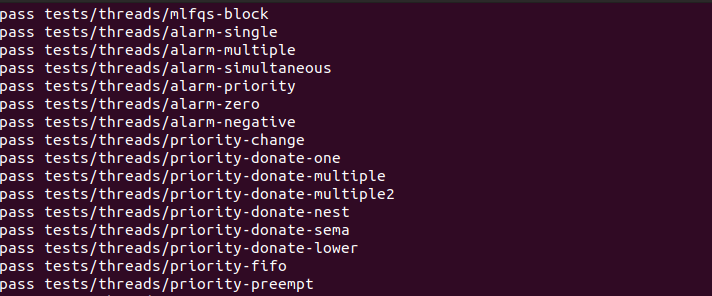 pass tests/threads/mlfqs-block
pass tests/threads/alarm-single
pass tests/threads/alarm-multiple
pass tests/threads/alarm-simultaneous
pass tests/threads/alarm-priority
pass tests/threads/alarm-zero
pass tests/threads/alarm-negative
pass tests/threads/priority-change
pass tests/threads/priority-donate-one
pass tests/threads/priority-donate-multiple
pass tests/threads/priority-donate-multiple2
pass tests/threads/priority-donate-nest
pass tests/threads/priority-donate-sema
pass tests/threads/priority-donate-lower
pass tests/threads/priority-fifo
pass tests/threads/priority-preempt